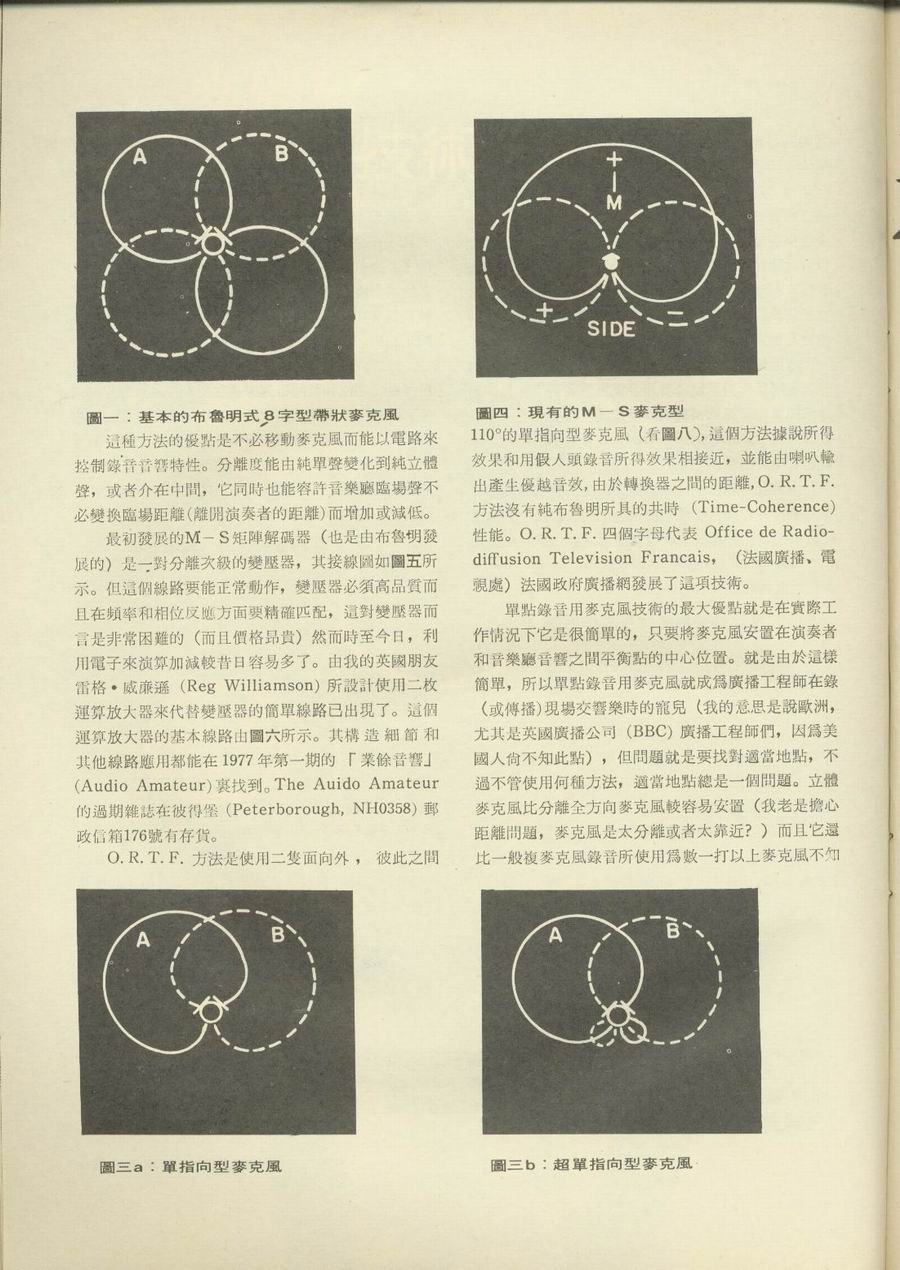 A
B
圖一：基本的布魯明式8字型帶狀麥克風
這種方法的優點是不必移動麥克風而能以電路來
控制錄音音響特性。分離度能由純單聲變化到純立體
聲，或者介在中間，它同時也能容許音樂廳臨場聲不
必變換臨場距離(離開演奏者的距離)而增加或減低。
最初發展的M－S矩陣解碼器（也是由布魯明發
展的）是一對分離次級的變壓器，其接線圖如圖五所
示。但這個線路要能正常動作，變壓器必須高品質而
且在頻率和相位反應方面要精確匹配，這對變壓器而
言是非常困難的（而且價格昂貴）然而時至今日，利
用電子來演算加減較昔日容易多了。由我的英國朋友
雷格•威廉遜 (Reg Williamson) 所設計使用二枚
運算放大器來代替變壓器的簡單線路已出現了。這個
運算放大器的基本線路由圖六所示。其構造細節和
其他線路應用都能在1977年第一期的「業餘音響」
(Audio Amateur)裏找到。The Auido Amateur
的過期雜誌在彼得堡 (Peterborough, NH0358) 郵
政信箱176號有存貨。
O. R. T. F. 方法是使用二隻面向外，彼此之間
A
B
圖三a：單指向型麥克風
+
M
+
−
SIDE
圖四：現有的M－S麥克型
110°的單指向型麥克風（看圖八），這個方法據說所得
效果和用假人頭錄音所得效果相接近，並能由喇叭輸
出產生優越音效，由於轉換器之間的距離，O. R. T. F.
方法沒有純布魯明所具的共時 (Time-Coherence)
性能。O. R. T. F. 四個字母代表 Office de Radio-
diffusion Television Francais，（法國廣播、電
視處）法國政府廣播網發展了這項技術。
單點錄音用麥克風技術的最大優點就是在實際工
作情況下它是很簡單的，只要將麥克風安置在演奏者
和音樂廳音響之間平衡點的中心位置。就是由於這樣
簡單，所以單點錄音用麥克風就成爲廣播工程師在錄
（或傳播）現場交響樂時的寵兒（我的意思是說歐洲，
尤其是英國廣播公司 (BBC) 廣播工程師們，因爲美
國人尙不知此點），但問題就是要找對適當地點，不
過不管使用何種方法，適當地點總是一個問題。立體
麥克風比分離全方向麥克風較容易安置（我老是擔心
距離問題，麥克風是太分離或者太靠近？）而且它還
比一般複麥克風錄音所使用爲數一打以上麥克風不知
A
B
圖三b：超單指向型麥克風